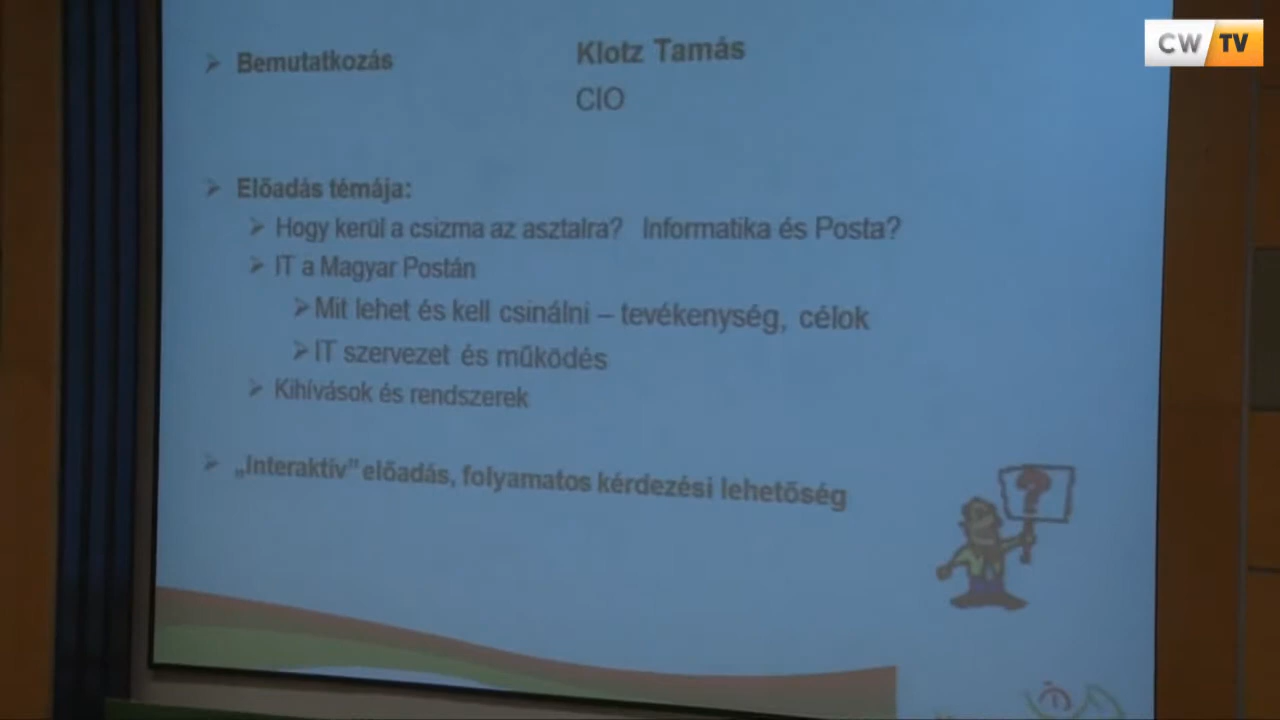 CW TV
Bemutatkozás Klotz Tamás
CIO
Előadás témája:
Hogy kerül a csizma az asztalra? Informatika és Posta?
IT a Magyar Postán
Mit lehet és kell csinálni – tevékenység, célok
IT szervezet és működés
Kihívások és rendszerek
„Interaktív” előadás, folyamatos kérdezési lehetőség
?